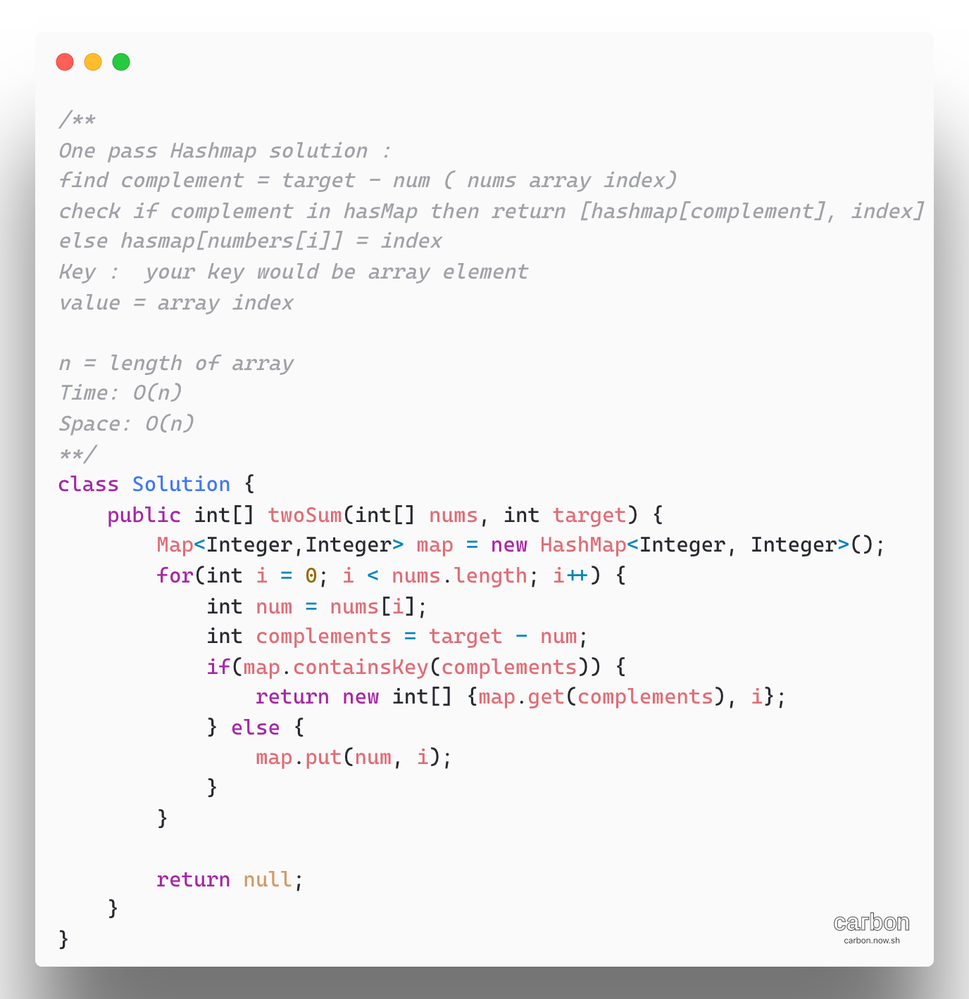 /**
One pass Hashmap solution :
find complement = target - num ( nums array index)
check if complement in hasMap then return [hashmap[complement], index]
else hasmap[numbers[i]] = index
Key :  your key would be array element
value = array index

n = length of array
Time: O(n)
Space: O(n)
**/
class Solution {
    public int[] twoSum(int[] nums, int target) {
        Map<Integer,Integer> map = new HashMap<Integer, Integer>();
        for(int i = 0; i < nums.length; i++) {
            int num = nums[i];
            int complements = target - num;
            if(map.containsKey(complements)) {
                return new int[] {map.get(complements), i};
            } else {
                map.put(num, i);
            }
        }

        return null;
    }
}
carbon
carbon.now.sh